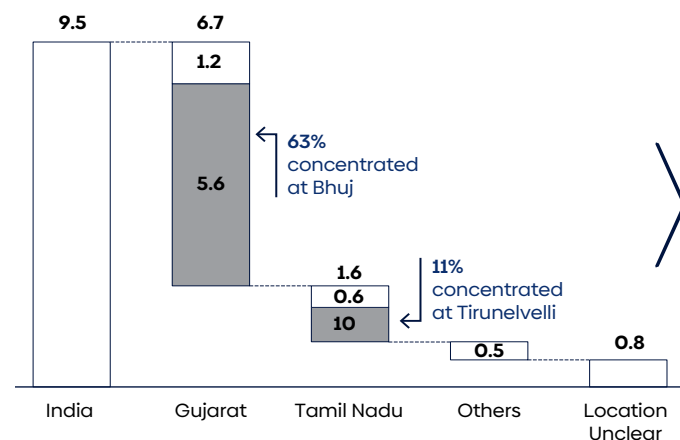 9.5
6.7
1.2
63%
concentrated
at Bhuj
5.6
1.6
0.6
10
11%
concentrated
at Tirunelvelli
0.5
0.8
India
Gujarat
Tamil Nadu
Others
Location
Unclear